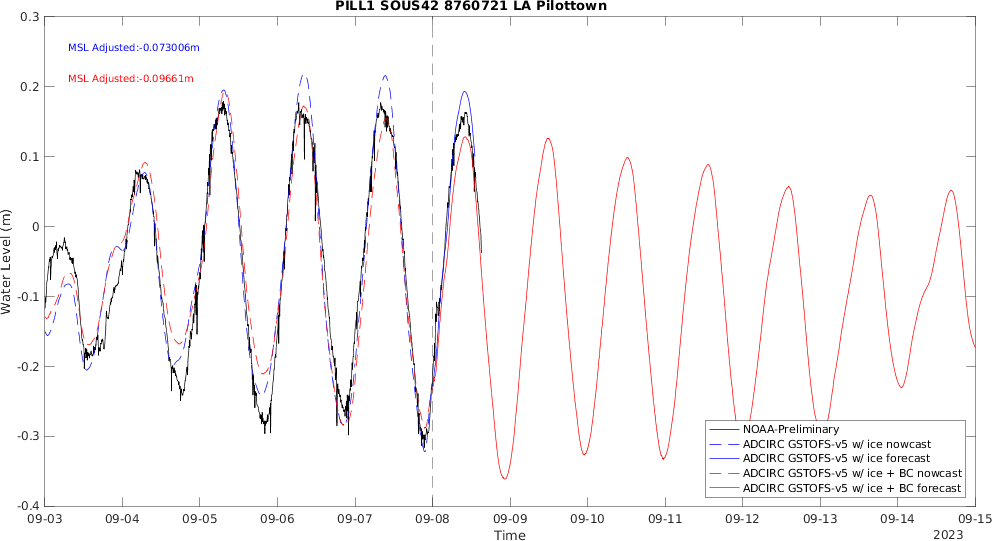 PILL1 SOUS42 8760721 LA Pilottown
MSL Adjusted:-0.073006m
MSL Adjusted:-0.09661m
0.3
0.2
0.1
0
-0.1
-0.2
-0.3
-0.4
Water Level (m)
NOAA-Preliminary
ADCIRC GSTOFS-v5 w/ ice nowcast
ADCIRC GSTOFS-v5 w/ ice forecast
ADCIRC GSTOFS-v5 w/ ice + BC nowcast
ADCIRC GSTOFS-v5 w/ ice + BC forecast
09-03 09-04 09-05 09-06 09-07 09-08 09-09 09-10 09-11 09-12 09-13 09-14 09-15
Time
2023